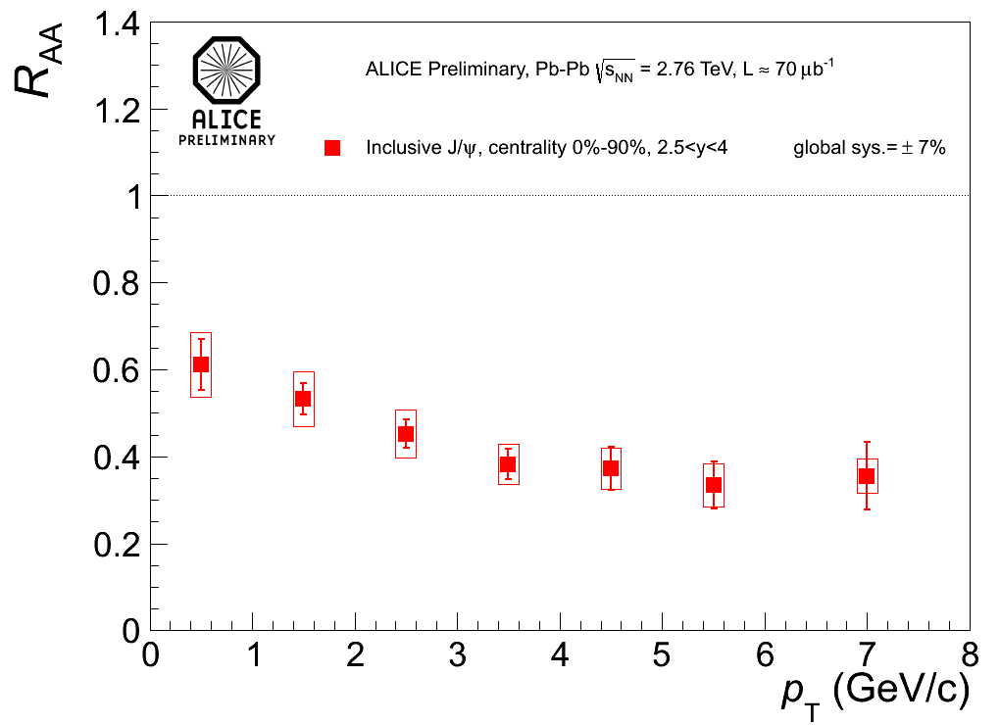 R_AA
1.4
1.2
1
0.8
0.6
0.4
0.2
0
ALICE
PRELIMINARY
ALICE Preliminary, Pb-Pb √s_NN = 2.76 TeV, L ≈ 70 μb⁻¹
Inclusive J/ψ, centrality 0%-90%, 2.5<y<4 global sys.= ± 7%
0 1 2 3 4 5 6 7 8
p_T (GeV/c)